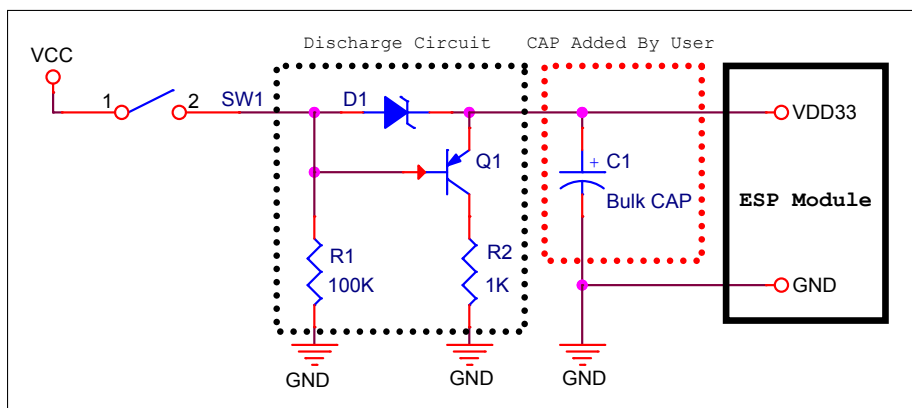 Discharge Circuit
CAP Added By User
VCC
1
2
SW1
D1
VDD33
Q1
+
C1
Bulk CAP
ESP Module
R1
100K
R2
1K
GND
GND
GND
GND